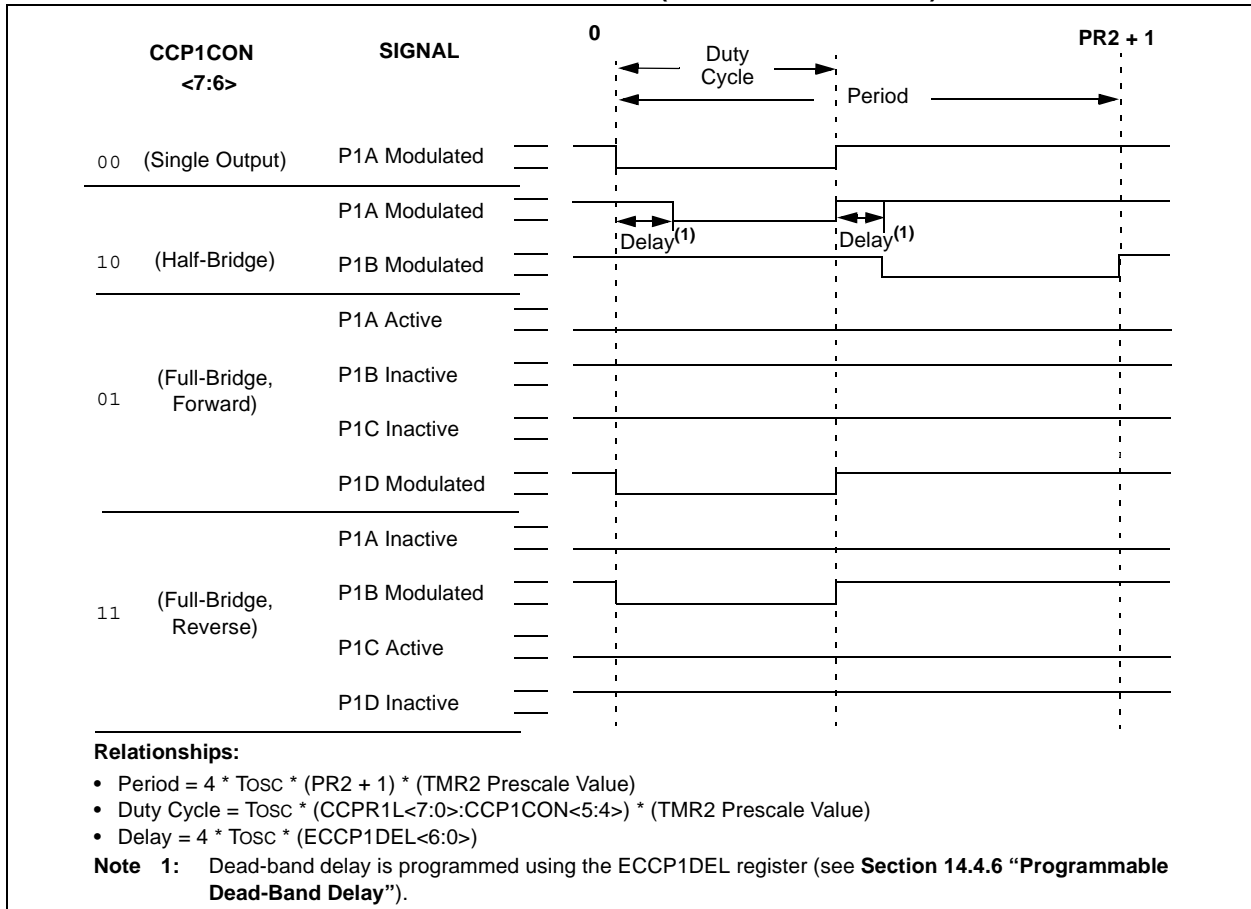 CCP1CON
<7:6>
SIGNAL
0
PR2 + 1
Duty
Cycle
Period
00 (Single Output) P1A Modulated
P1A Modulated
Delay(1)
Delay(1)
10 (Half-Bridge) P1B Modulated
P1A Active
P1B Inactive
01 (Full-Bridge,
Forward)
P1C Inactive
P1D Modulated
P1A Inactive
P1B Modulated
11 (Full-Bridge,
Reverse)
P1C Active
P1D Inactive
Relationships:
• Period = 4 * TOSC * (PR2 + 1) * (TMR2 Prescale Value)
• Duty Cycle = TOSC * (CCPR1L<7:0>:CCP1CON<5:4>) * (TMR2 Prescale Value)
• Delay = 4 * TOSC * (ECCP1DEL<6:0>)
Note 1: Dead-band delay is programmed using the ECCP1DEL register (see Section 14.4.6 “Programmable
Dead-Band Delay”).